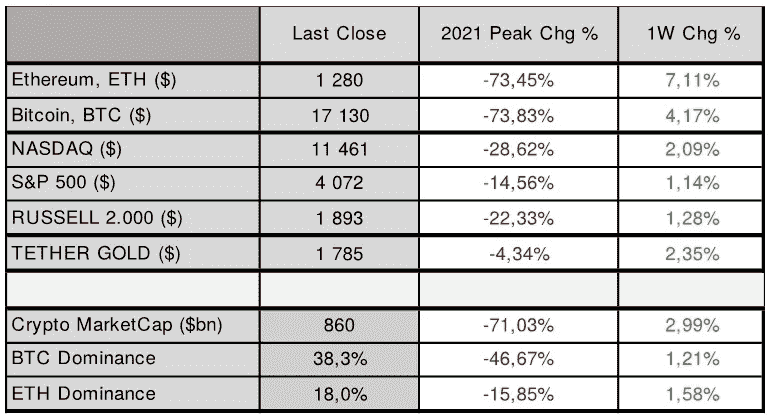 Last Close 2021 Peak Chg % 1W Chg %
Ethereum, ETH ($) 1 280 -73,45% 7,11%
Bitcoin, BTC ($) 17 130 -73,83% 4,17%
NASDAQ ($) 11 461 -28,62% 2,09%
S&P 500 ($) 4 072 -14,56% 1,14%
RUSSELL 2.000 ($) 1 893 -22,33% 1,28%
TETHER GOLD ($) 1 785 -4,34% 2,35%
Crypto MarketCap ($bn) 860 -71,03% 2,99%
BTC Dominance 38,3% -46,67% 1,21%
ETH Dominance 18,0% -15,85% 1,58%